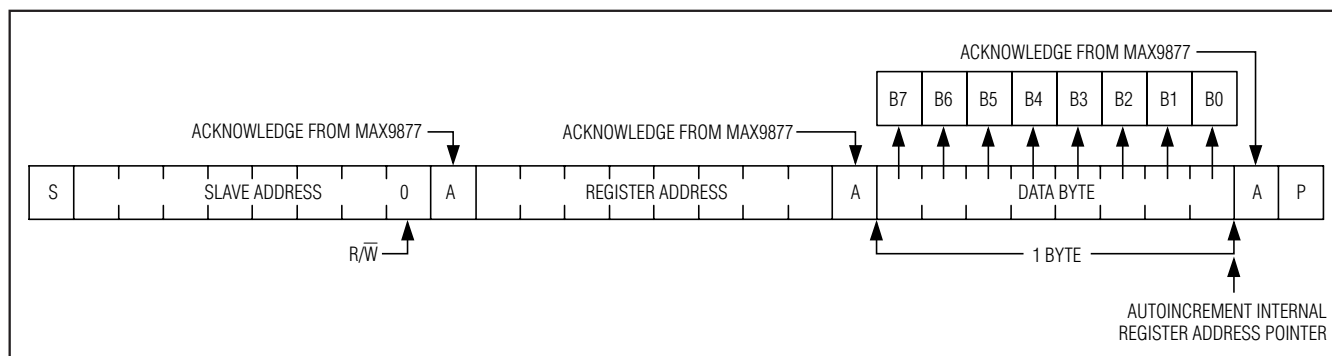 ACKNOWLEDGE FROM MAX9877
B7 B6 B5 B4 B3 B2 B1 B0
ACKNOWLEDGE FROM MAX9877 ACKNOWLEDGE FROM MAX9877
S SLAVE ADDRESS 0 A REGISTER ADDRESS A DATA BYTE A P
R/W̅ 1 BYTE
AUTOINCREMENT INTERNAL
REGISTER ADDRESS POINTER